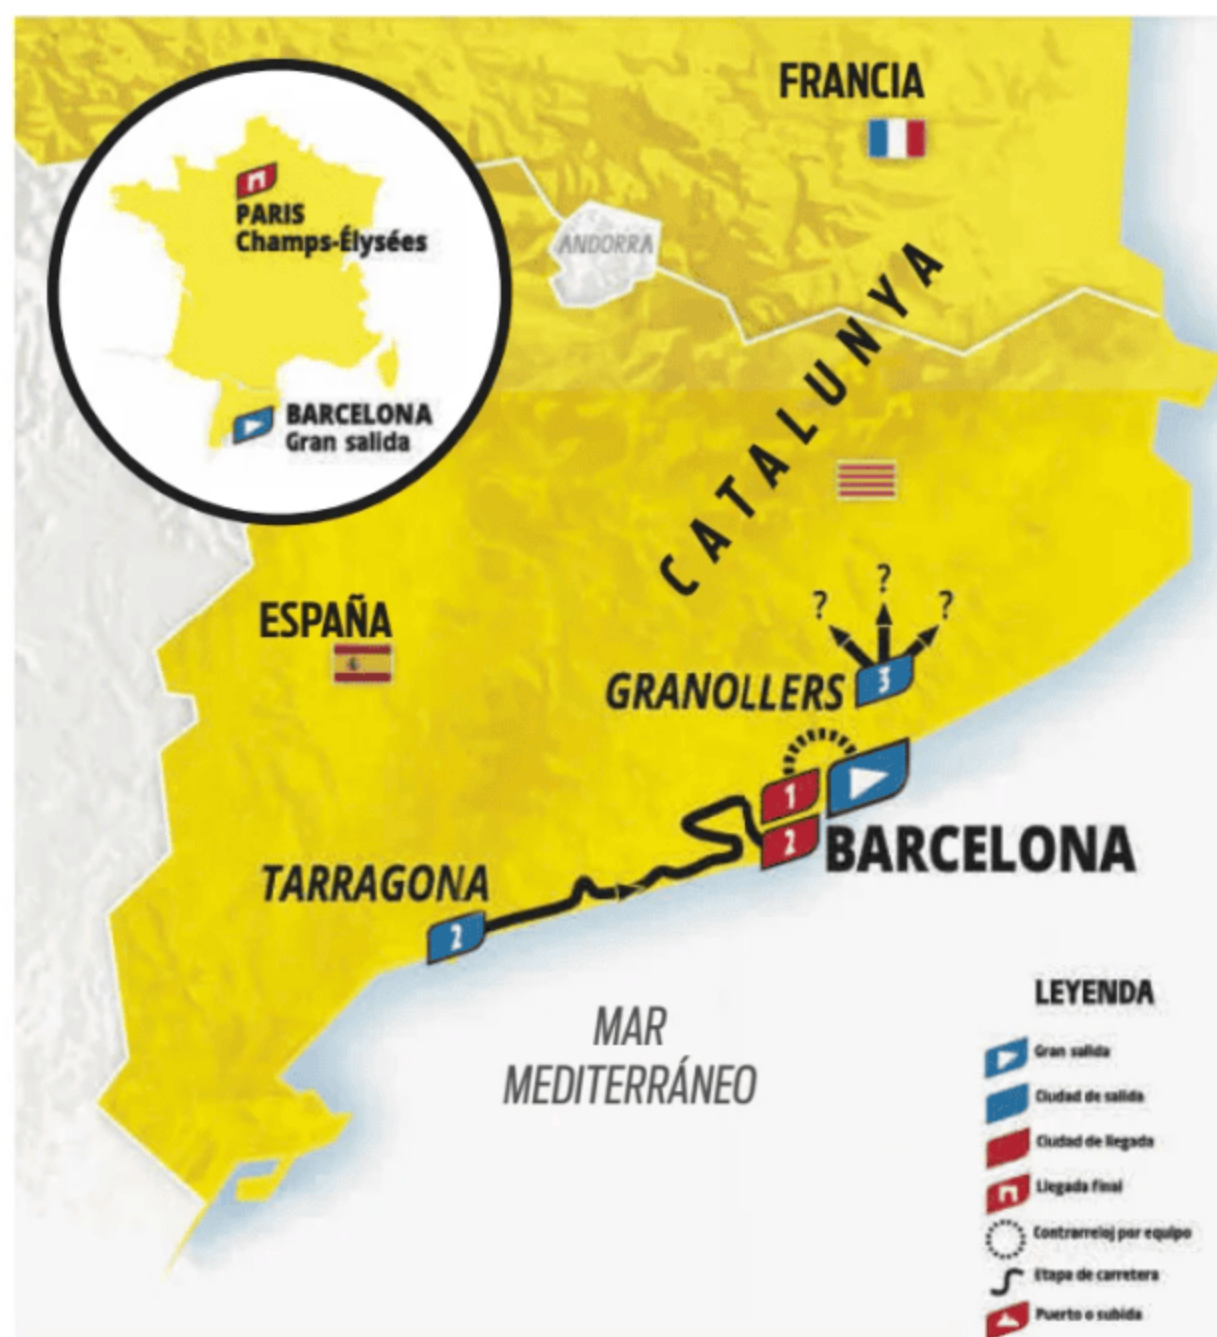 FRANCIA
PARIS
Champs-Élysées
ANDORRA
CATALUNYA
BARCELONA
Gran salida
ESPAÑA
? ? ?
GRANOLLERS
3
1
2
BARCELONA
TARRAGONA
2
MAR
MEDITERRÁNEO
LEYENDA
Gran salida
Ciudad de salida
Ciudad de llegada
Llegada final
Contrarreloj por equipo
Etapa de carretera
Puerto o subida